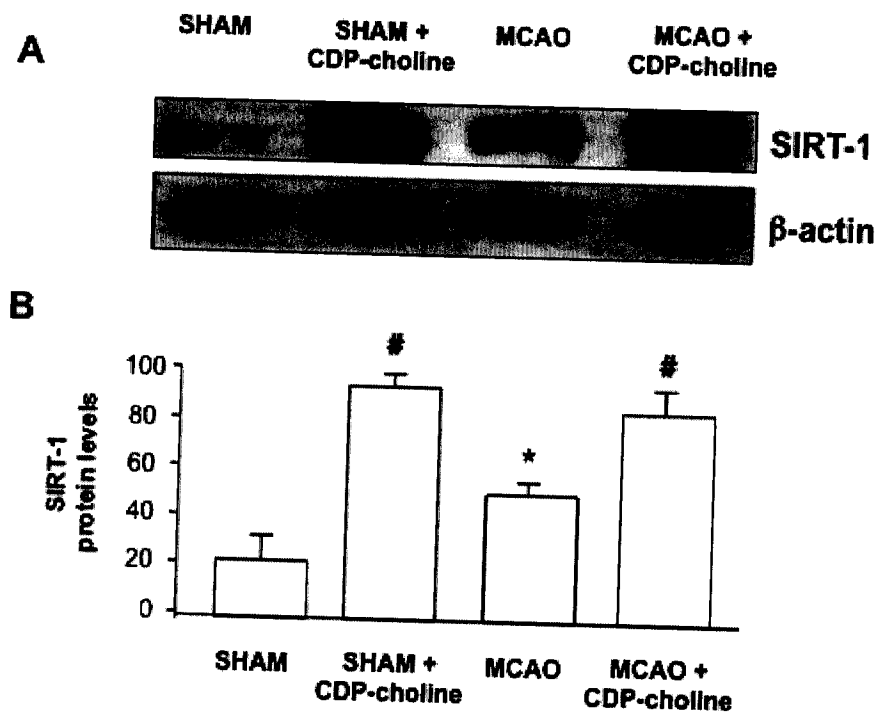 A
SHAM
SHAM +
CDP-choline
MCAO
MCAO +
CDP-choline
SIRT-1
β-actin
B
SIRT-1
protein levels
100
80
60
40
20
0
#
*
#
SHAM
SHAM +
CDP-choline
MCAO
MCAO +
CDP-choline